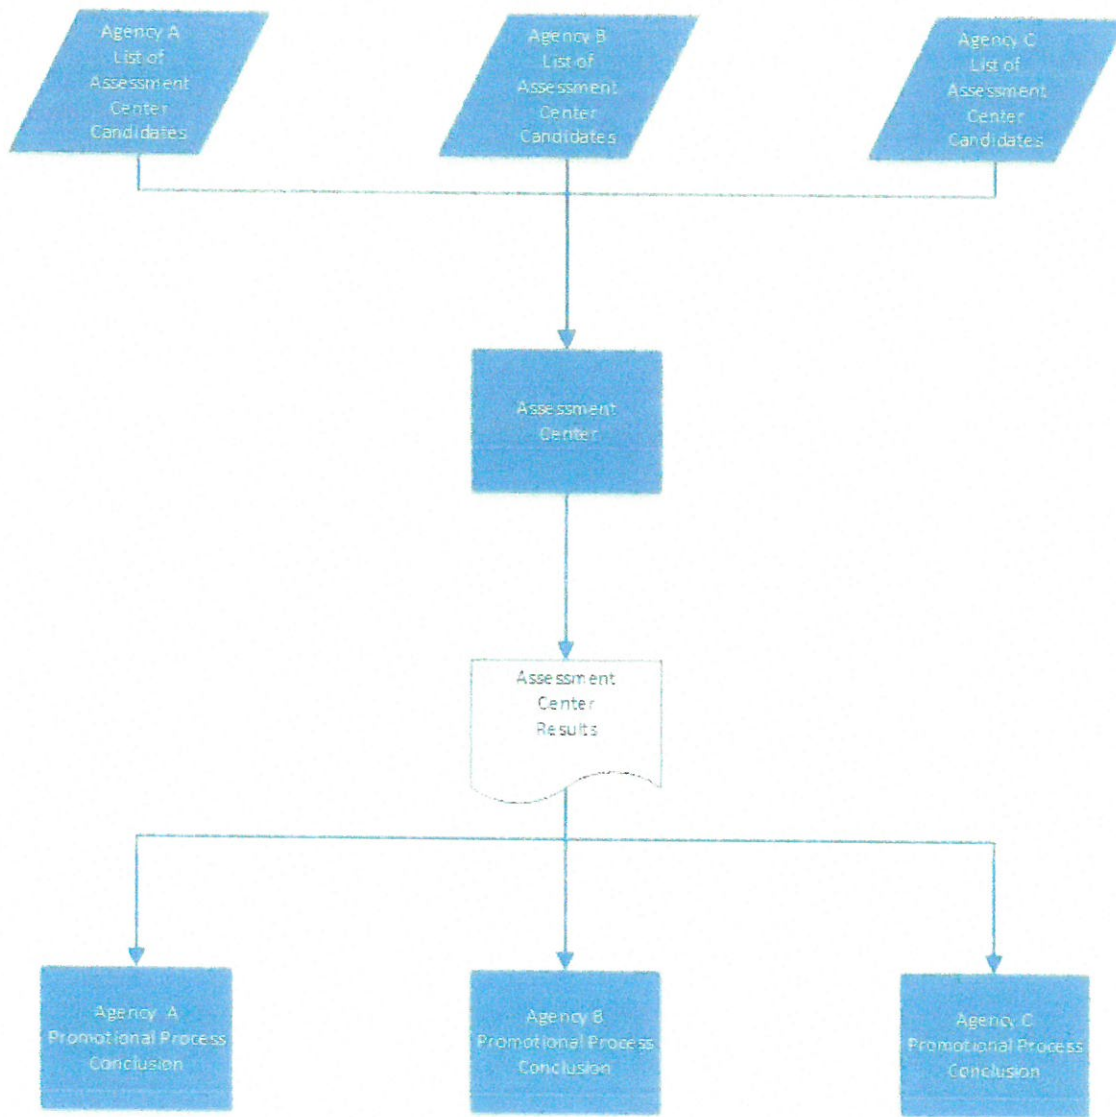 Agency A
List of
Assessment
Center
Candidates
Agency B
List of
Assessment
Center
Candidates
Agency C
List of
Assessment
Center
Candidates
Assessment
Center
Assessment
Center
Results
Agency A
Promotional Process
Conclusion
Agency B
Promotional Process
Conclusion
Agency C
Promotional Process
Conclusion